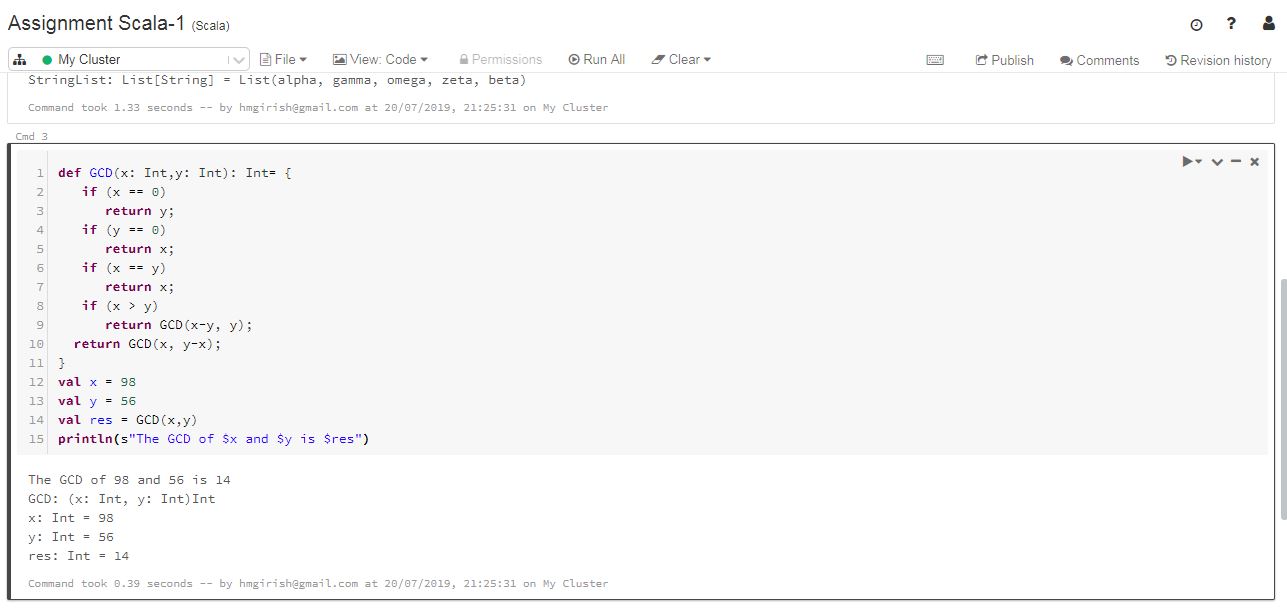 Assignment Scala-1 (Scala)
My Cluster File View: Code Permissions Run All Clear Publish Comments Revision history
StringList: List[String] = List(alpha, gamma, omega, zeta, beta)
Command took 1.33 seconds -- by hmgirish@gmail.com at 20/07/2019, 21:25:31 on My Cluster
Cmd 3
1 def GCD(x: Int,y: Int): Int= {
2 if (x == 0)
3 return y;
4 if (y == 0)
5 return x;
6 if (x == y)
7 return x;
8 if (x > y)
9 return GCD(x-y, y);
10 return GCD(x, y-x);
11 }
12 val x = 98
13 val y = 56
14 val res = GCD(x,y)
15 println(s"The GCD of $x and $y is $res")
The GCD of 98 and 56 is 14
GCD: (x: Int, y: Int)Int
x: Int = 98
y: Int = 56
res: Int = 14
Command took 0.39 seconds -- by hmgirish@gmail.com at 20/07/2019, 21:25:31 on My Cluster